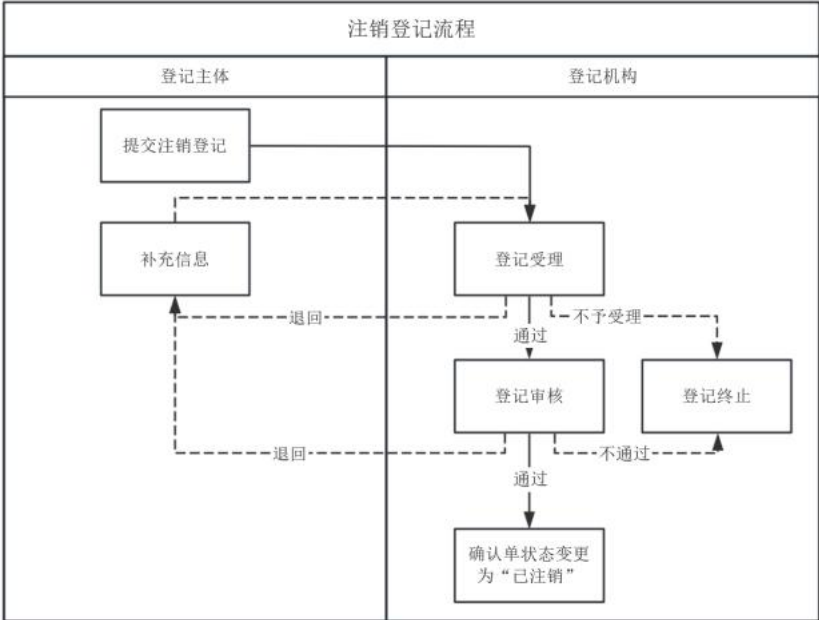 注销登记流程
登记主体
登记机构
提交注销登记
补充信息
登记受理
退回
不予受理
通过
登记审核
登记终止
退回
不通过
通过
确认单状态变更
为“已注销”